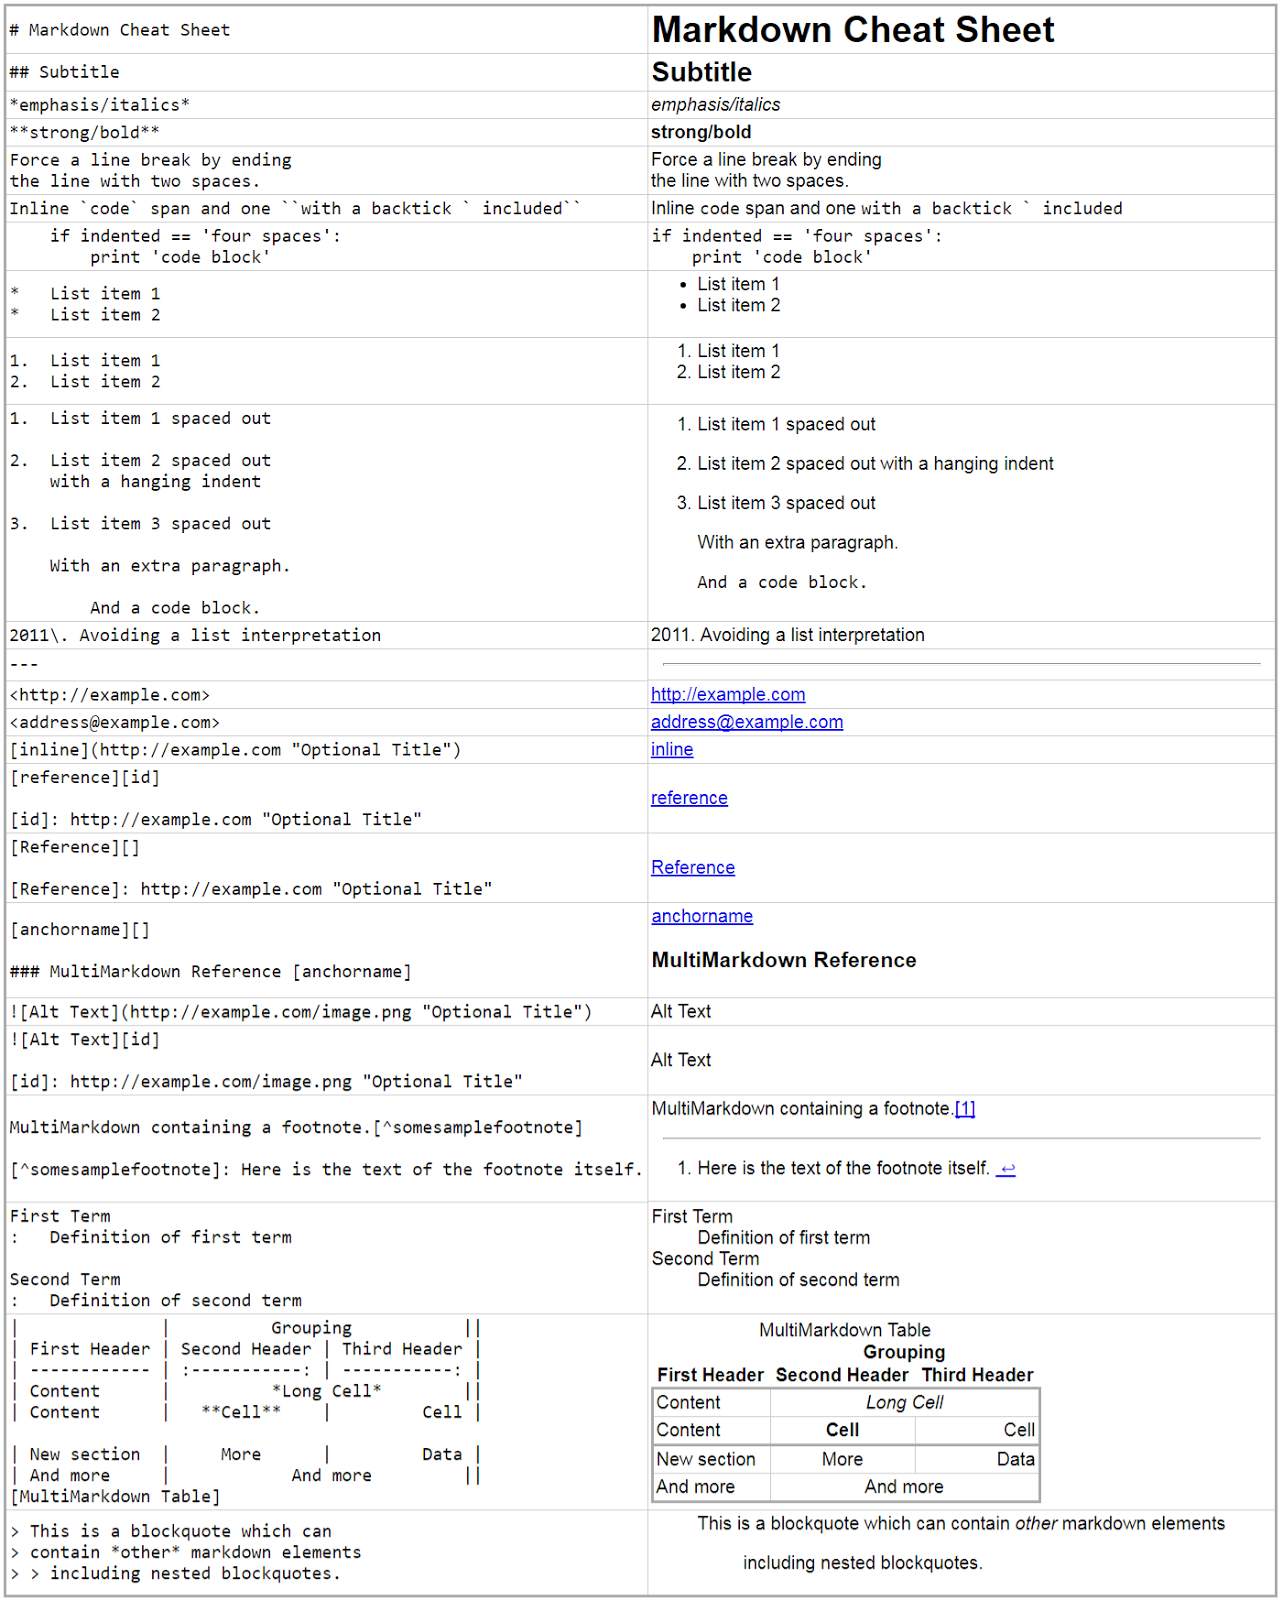 # Markdown Cheat Sheet
Markdown Cheat Sheet
## Subtitle
Subtitle
*emphasis/italics*
emphasis/italics
**strong/bold**
strong/bold
Force a line break by ending
the line with two spaces.
Force a line break by ending
the line with two spaces.
Inline `code` span and one ``with a backtick ` included``
Inline code span and one with a backtick ` included
    if indented == 'four spaces':
        print 'code block'
if indented == 'four spaces':
    print 'code block'
*   List item 1
*   List item 2
• List item 1
• List item 2
1.  List item 1
2.  List item 2
1. List item 1
2. List item 2
1.  List item 1 spaced out
2.  List item 2 spaced out
    with a hanging indent
3.  List item 3 spaced out
    With an extra paragraph.
        And a code block.
1. List item 1 spaced out
2. List item 2 spaced out with a hanging indent
3. List item 3 spaced out
With an extra paragraph.
And a code block.
2011\. Avoiding a list interpretation
2011. Avoiding a list interpretation
---
<http://example.com>
http://example.com
<address@example.com>
address@example.com
[inline](http://example.com "Optional Title")
inline
[reference][id]
[id]: http://example.com "Optional Title"
reference
[Reference][]
[Reference]: http://example.com "Optional Title"
Reference
[anchorname][]
### MultiMarkdown Reference [anchorname]
anchorname
MultiMarkdown Reference
![Alt Text](http://example.com/image.png "Optional Title")
Alt Text
![Alt Text][id]
[id]: http://example.com/image.png "Optional Title"
Alt Text
MultiMarkdown containing a footnote.[^somesamplefootnote]
[^somesamplefootnote]: Here is the text of the footnote itself.
MultiMarkdown containing a footnote.[1]
1. Here is the text of the footnote itself. ↩
First Term
:   Definition of first term
Second Term
:   Definition of second term
First Term
Definition of first term
Second Term
Definition of second term
|              |          Grouping           ||
| First Header | Second Header | Third Header |
| ------------ | :-----------: | -----------: |
| Content      |          *Long Cell*        ||
| Content      |   **Cell**    |         Cell |
| New section  |     More      |         Data |
| And more     |            And more         ||
[MultiMarkdown Table]
MultiMarkdown Table
Grouping
First Header Second Header Third Header
Content Long Cell
Content Cell Cell
New section More Data
And more And more
> This is a blockquote which can
> contain *other* markdown elements
> > including nested blockquotes.
This is a blockquote which can contain other markdown elements
including nested blockquotes.